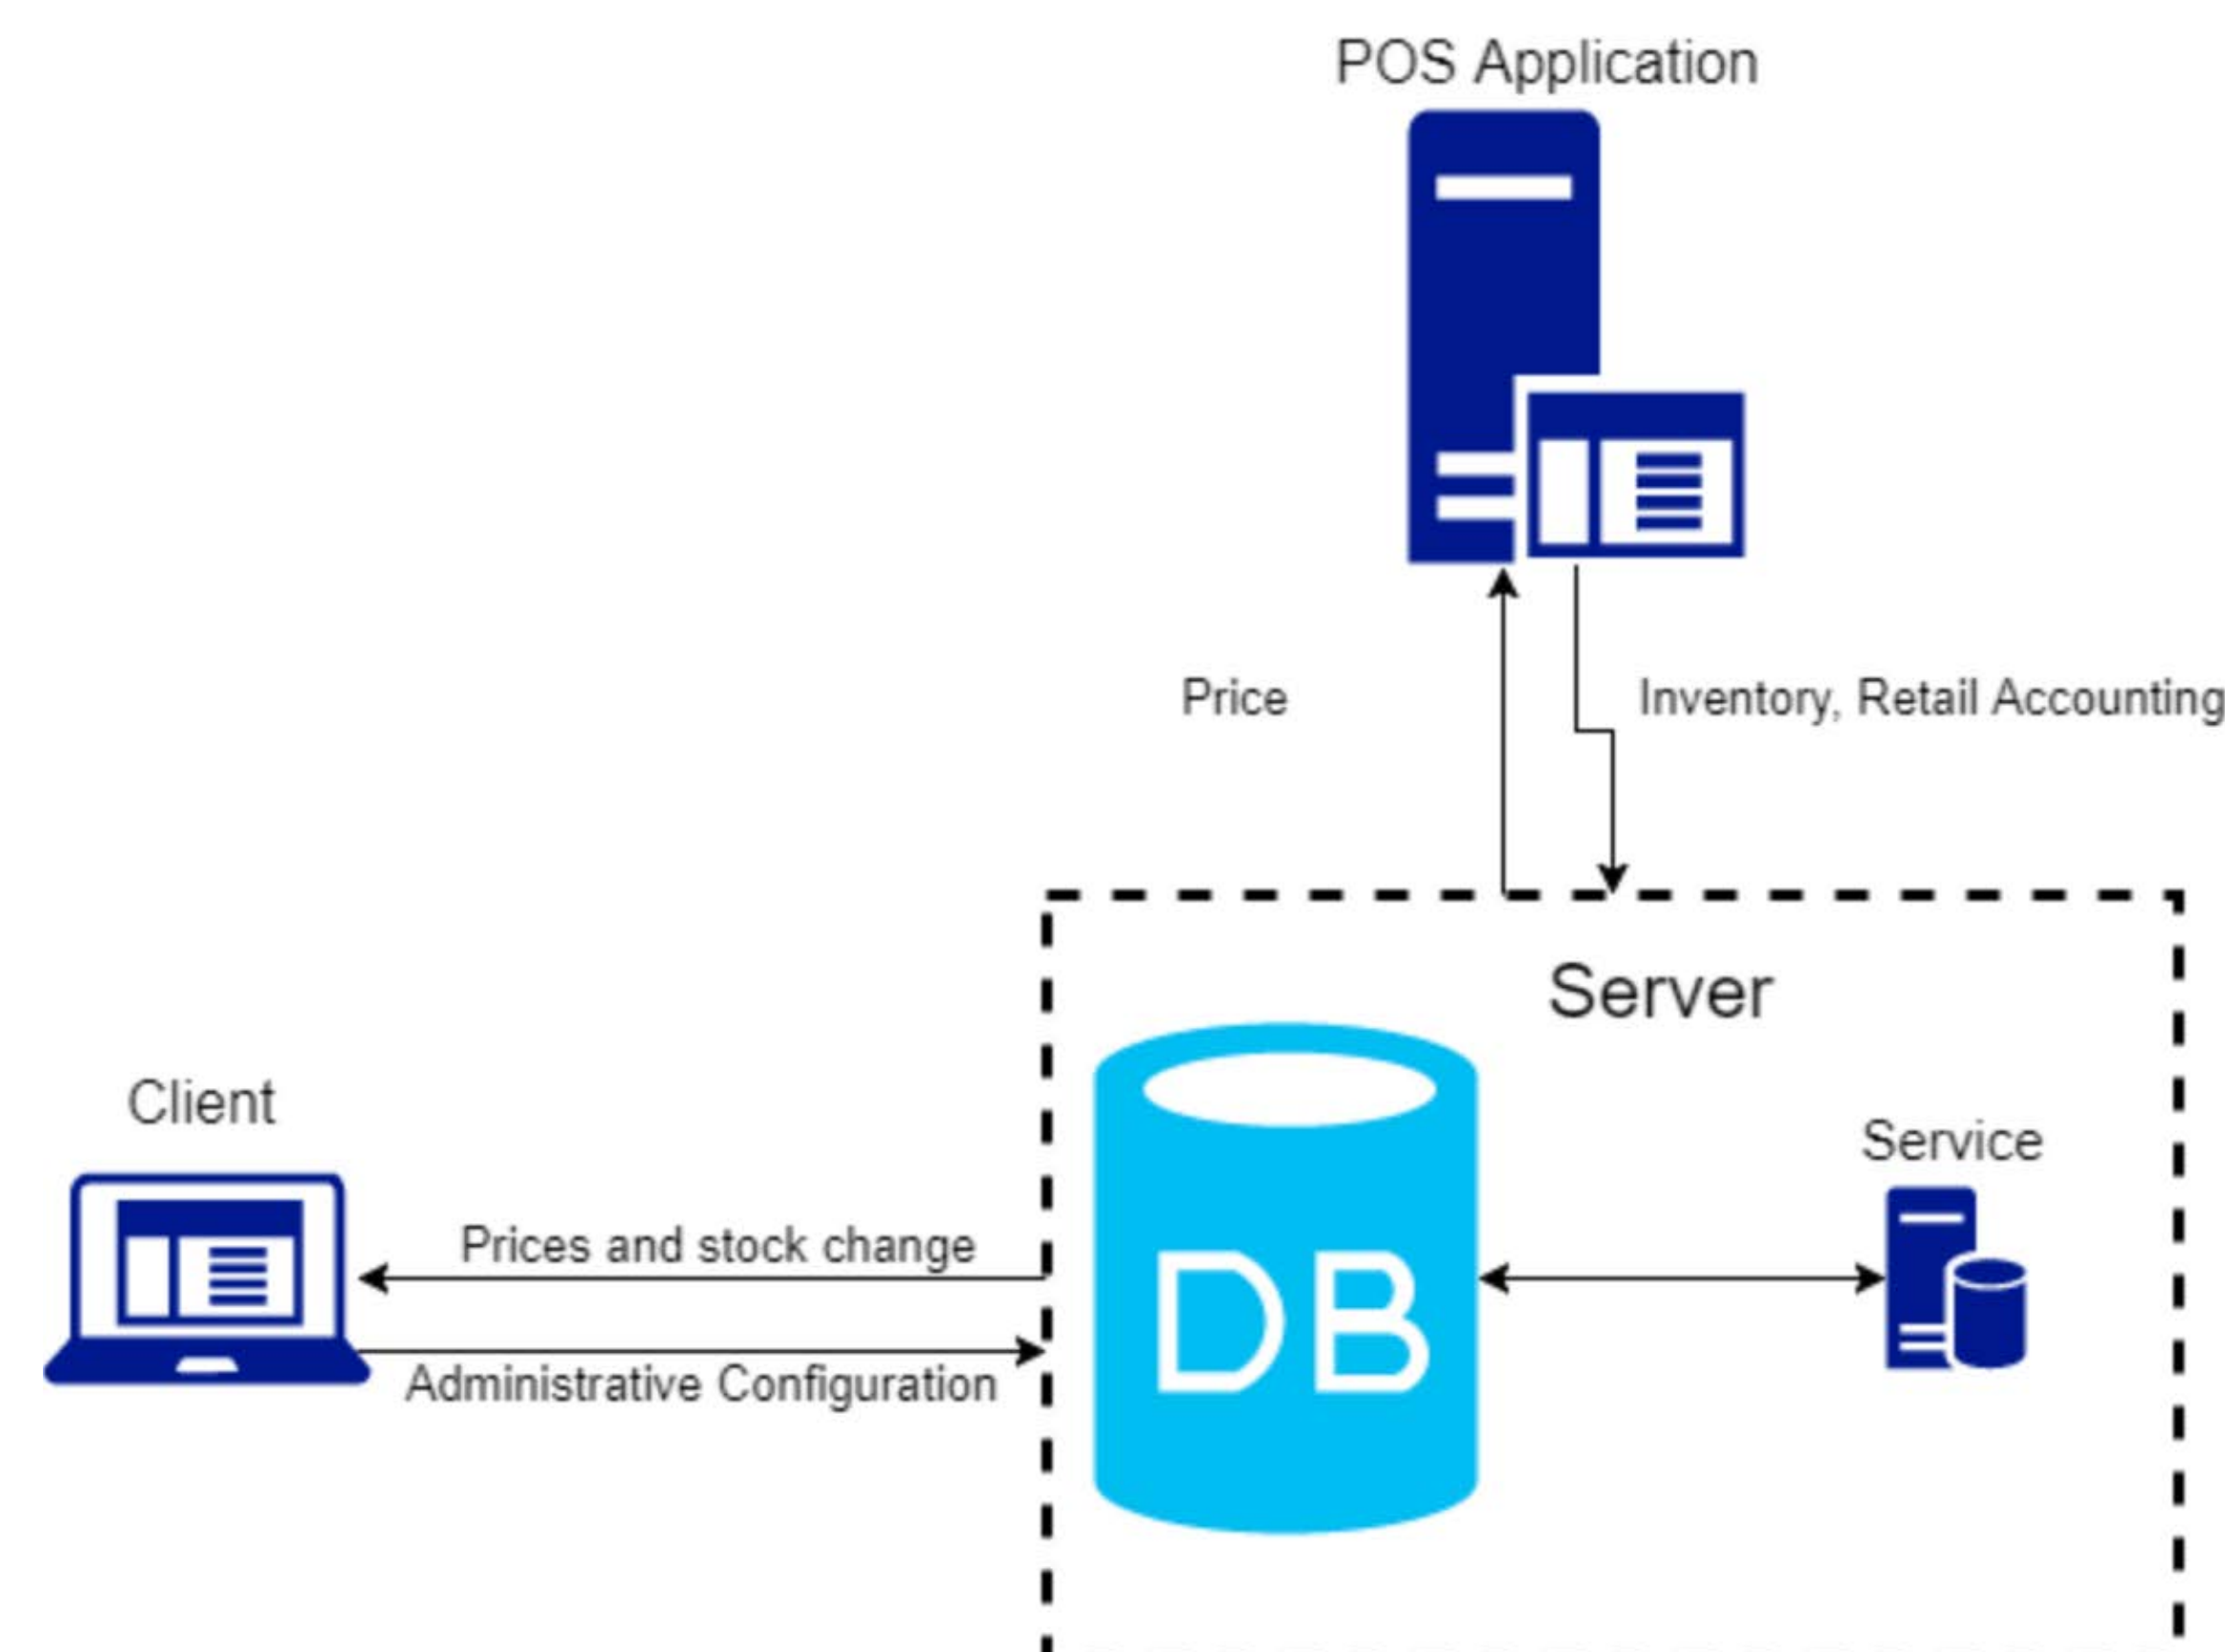 POS Application
Price
Inventory, Retail Accounting
Server
Client
Service
Prices and stock change
DB
Administrative Configuration